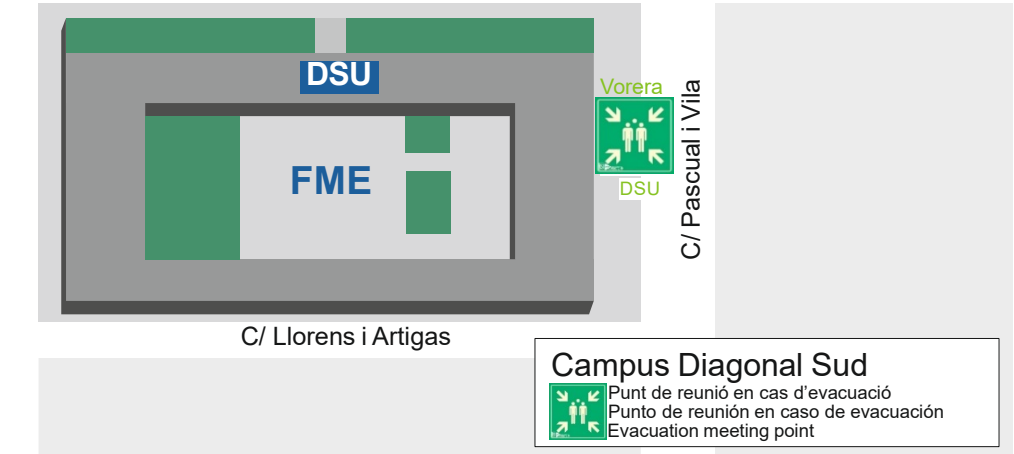 DSU
Vorera
FME
DSU
C/ Pascual i Vila
C/ Llorens i Artigas
Campus Diagonal Sud
Punt de reunió en cas d’evacuació
Punto de reunión en caso de evacuación
Evacuation meeting point